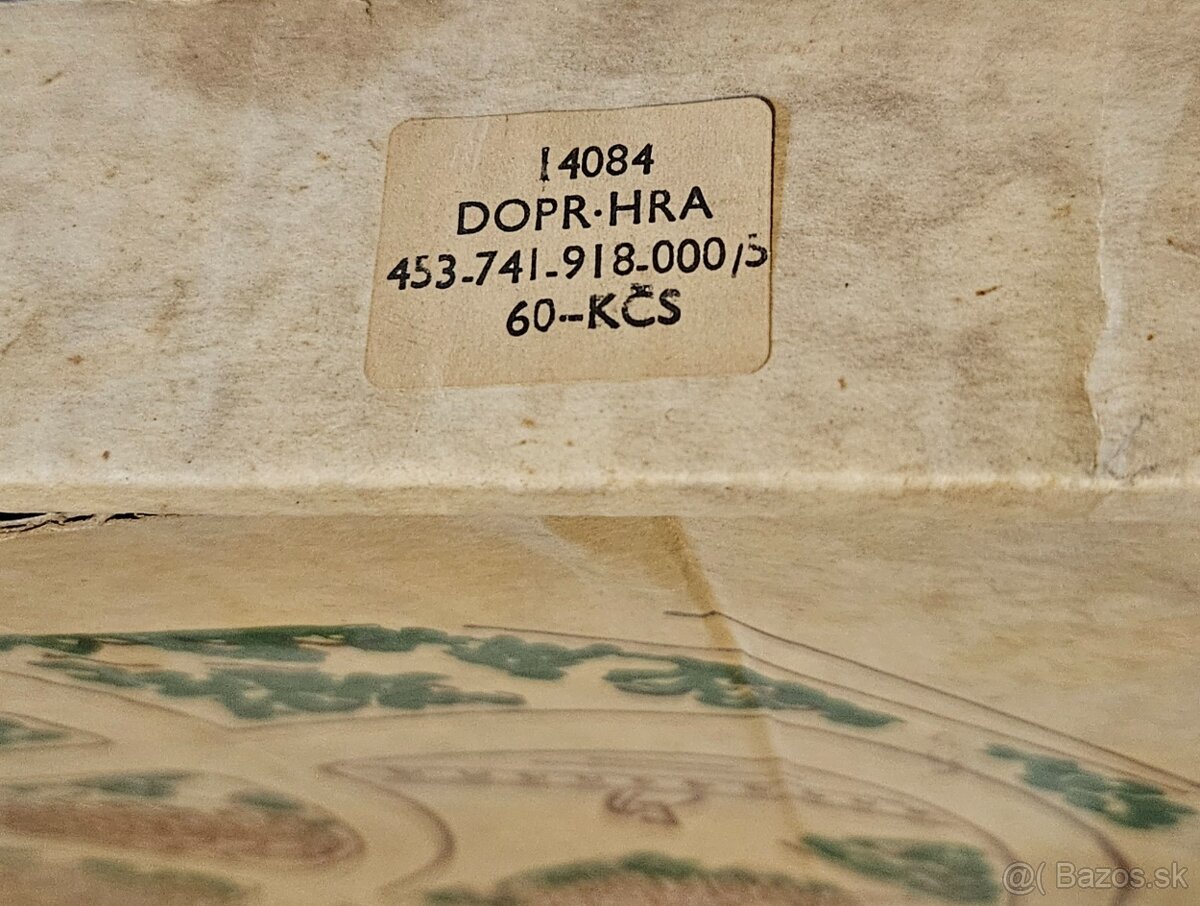 14084
DOPR·HRA
453-741-918-000/5
60--KČS
@( Bazos.sk